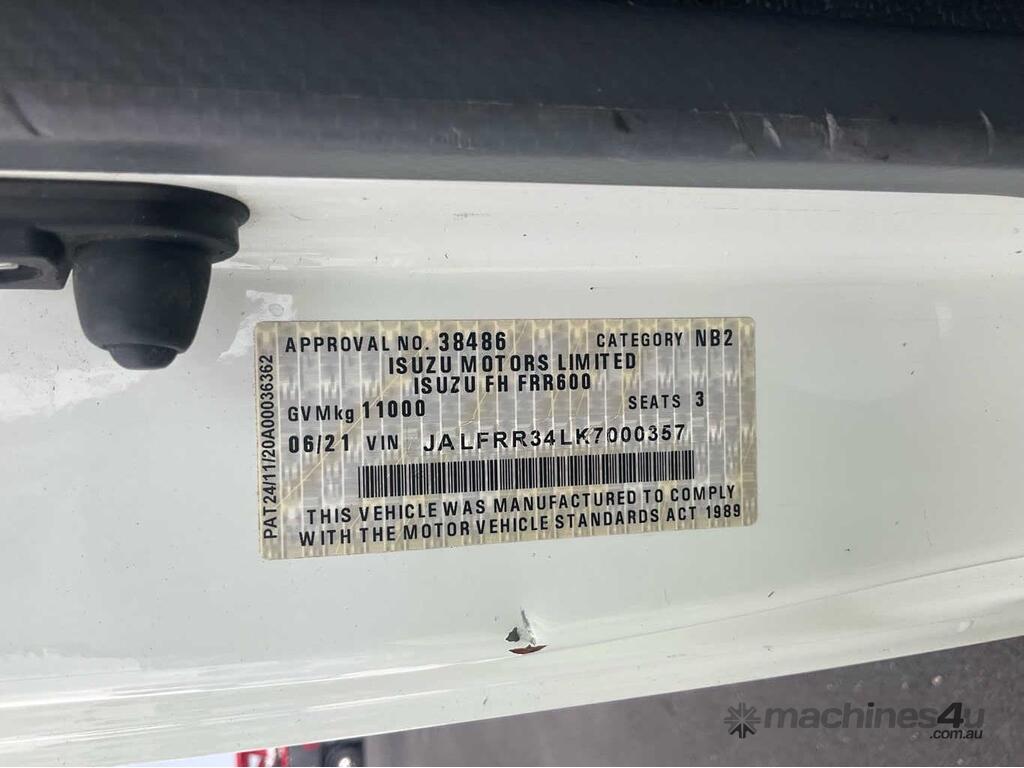 APPROVAL NO. 38486 CATEGORY NB2
ISUZU MOTORS LIMITED
ISUZU FH FRR600
GVMkg 11000 SEATS 3
06/21 VIN JALFRR34LK7000357
THIS VEHICLE WAS MANUFACTURED TO COMPLY
WITH THE MOTOR VEHICLE STANDARDS ACT 1989
PAT24/11/20A00036362
machines4u
.com.au